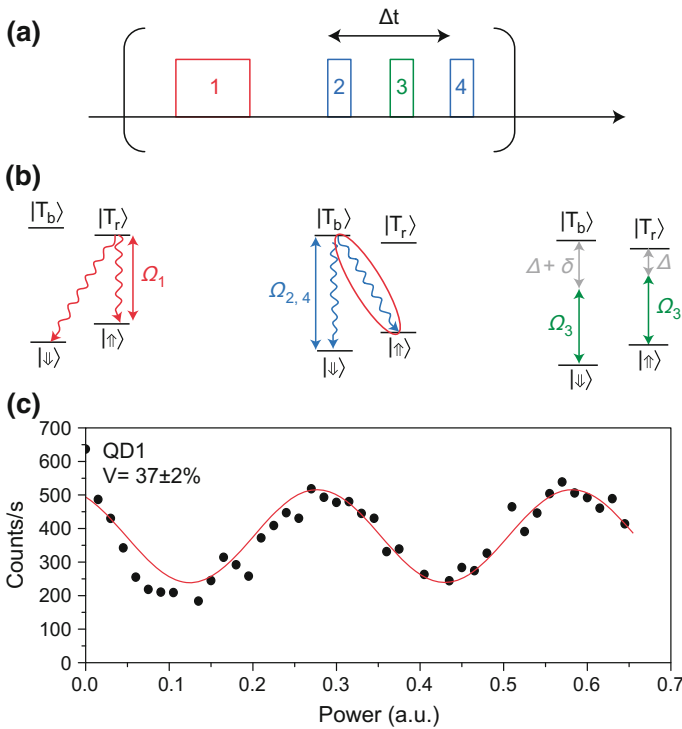 (a)
Δt
1
2
3
4
(b)
|T_b⟩ |T_r⟩
Ω_1
|⇓⟩ |⇑⟩
|T_b⟩ |T_r⟩
Ω_2, 4
|⇓⟩ |⇑⟩
|T_b⟩ |T_r⟩
Δ + δ Δ
Ω_3 Ω_3
|⇓⟩ |⇑⟩
(c)
QD1
V= 37±2%
Counts/s
700
600
500
400
300
200
100
0
0.0 0.1 0.2 0.3 0.4 0.5 0.6 0.7
Power (a.u.)